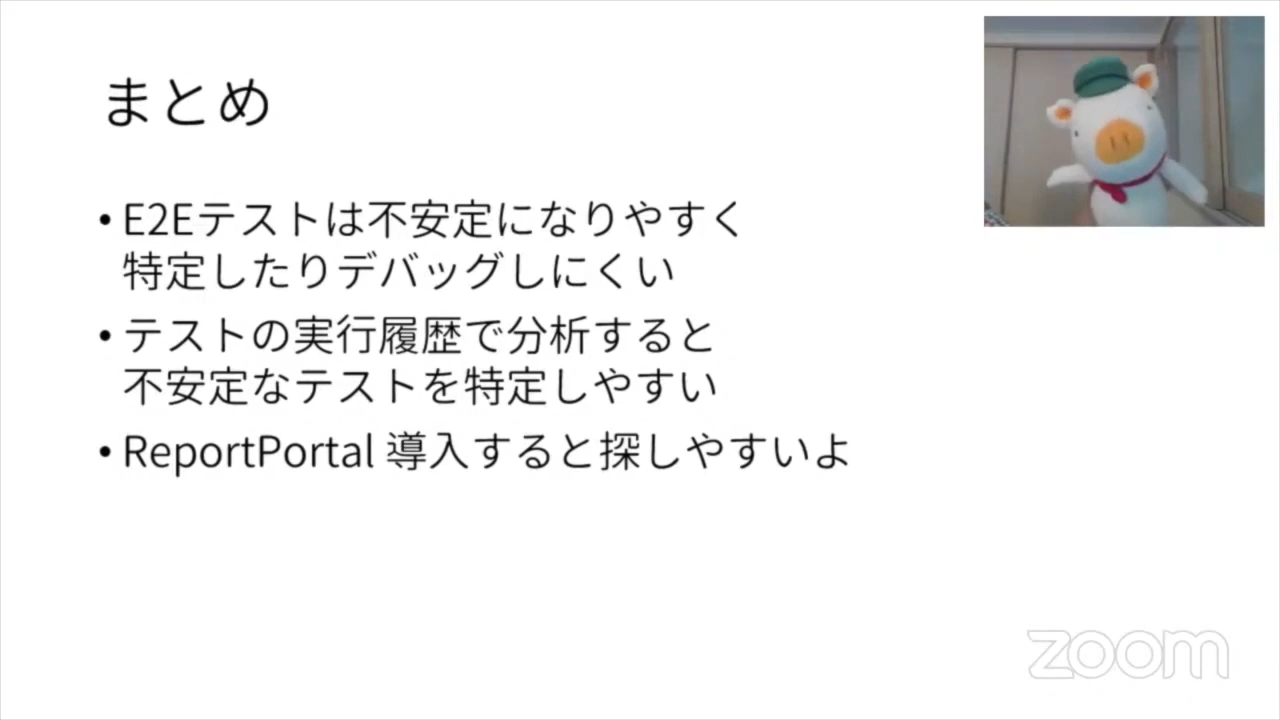 まとめ
• E2Eテストは不安定になりやすく
特定したりデバッグしにくい
• テストの実行履歴で分析すると
不安定なテストを特定しやすい
• ReportPortal 導入すると探しやすいよ
zoom